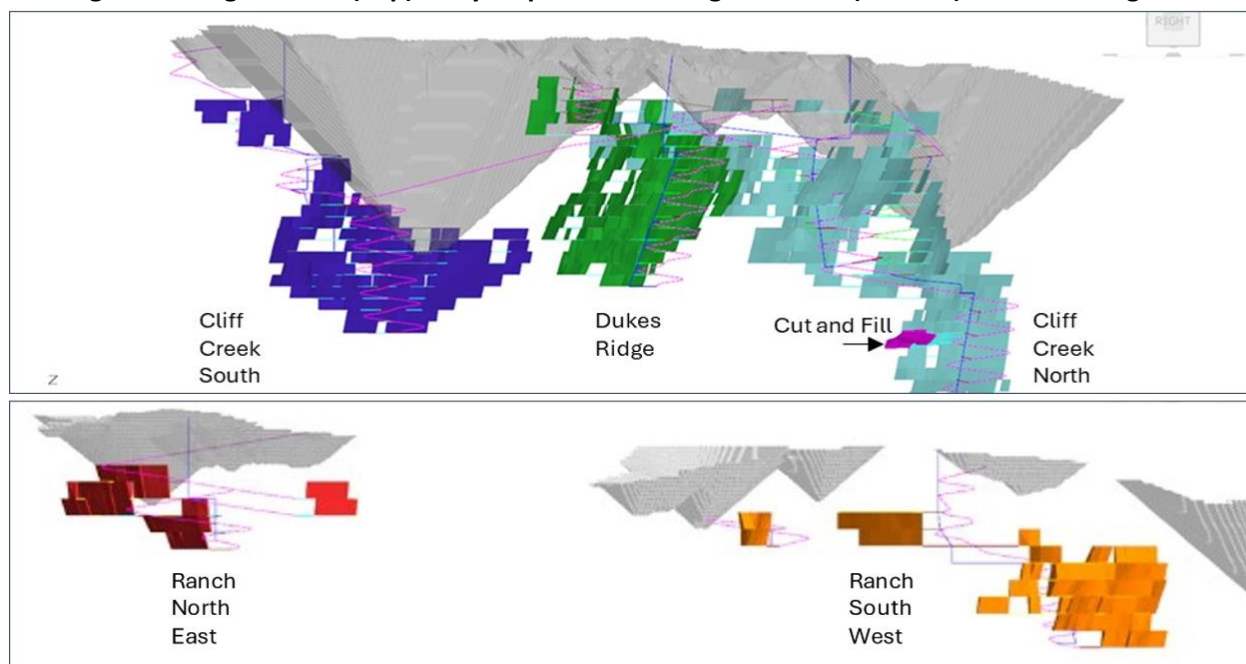 RIGHT
Cliff
Creek
South
Dukes
Ridge
Cut and Fill
Cliff
Creek
North
Z
Ranch
North
East
Ranch
South
West